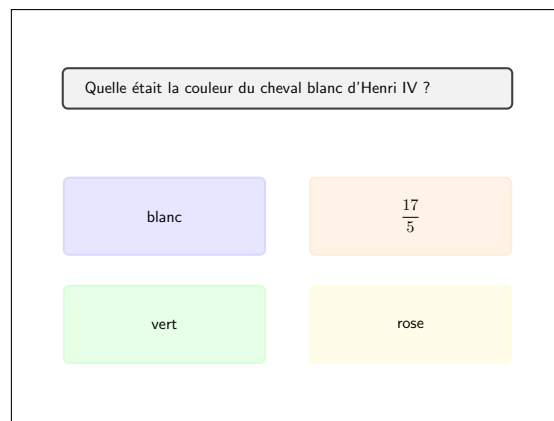 Quelle était la couleur du cheval blanc d'Henri IV ?
blanc
17
5
vert
rose